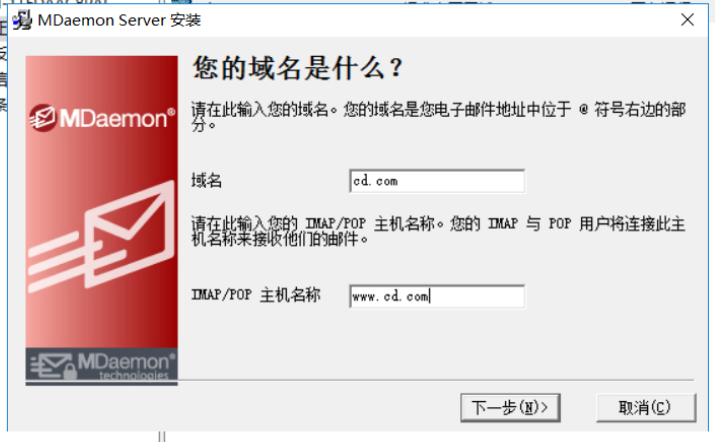 MDaemon Server 安装
您的域名是什么？
请在此输入您的域名。您的域名是您电子邮件地址中位于 @ 符号右边的部
分。
MDaemon®
域名
cd.com
请在此输入您的 IMAP/POP 主机名称。您的 IMAP 与 POP 用户将连接此主
机名称来接收他们的邮件。
IMAP/POP 主机名称
www.cd.com
MDaemon®
technologies
下一步(N)>
取消(C)